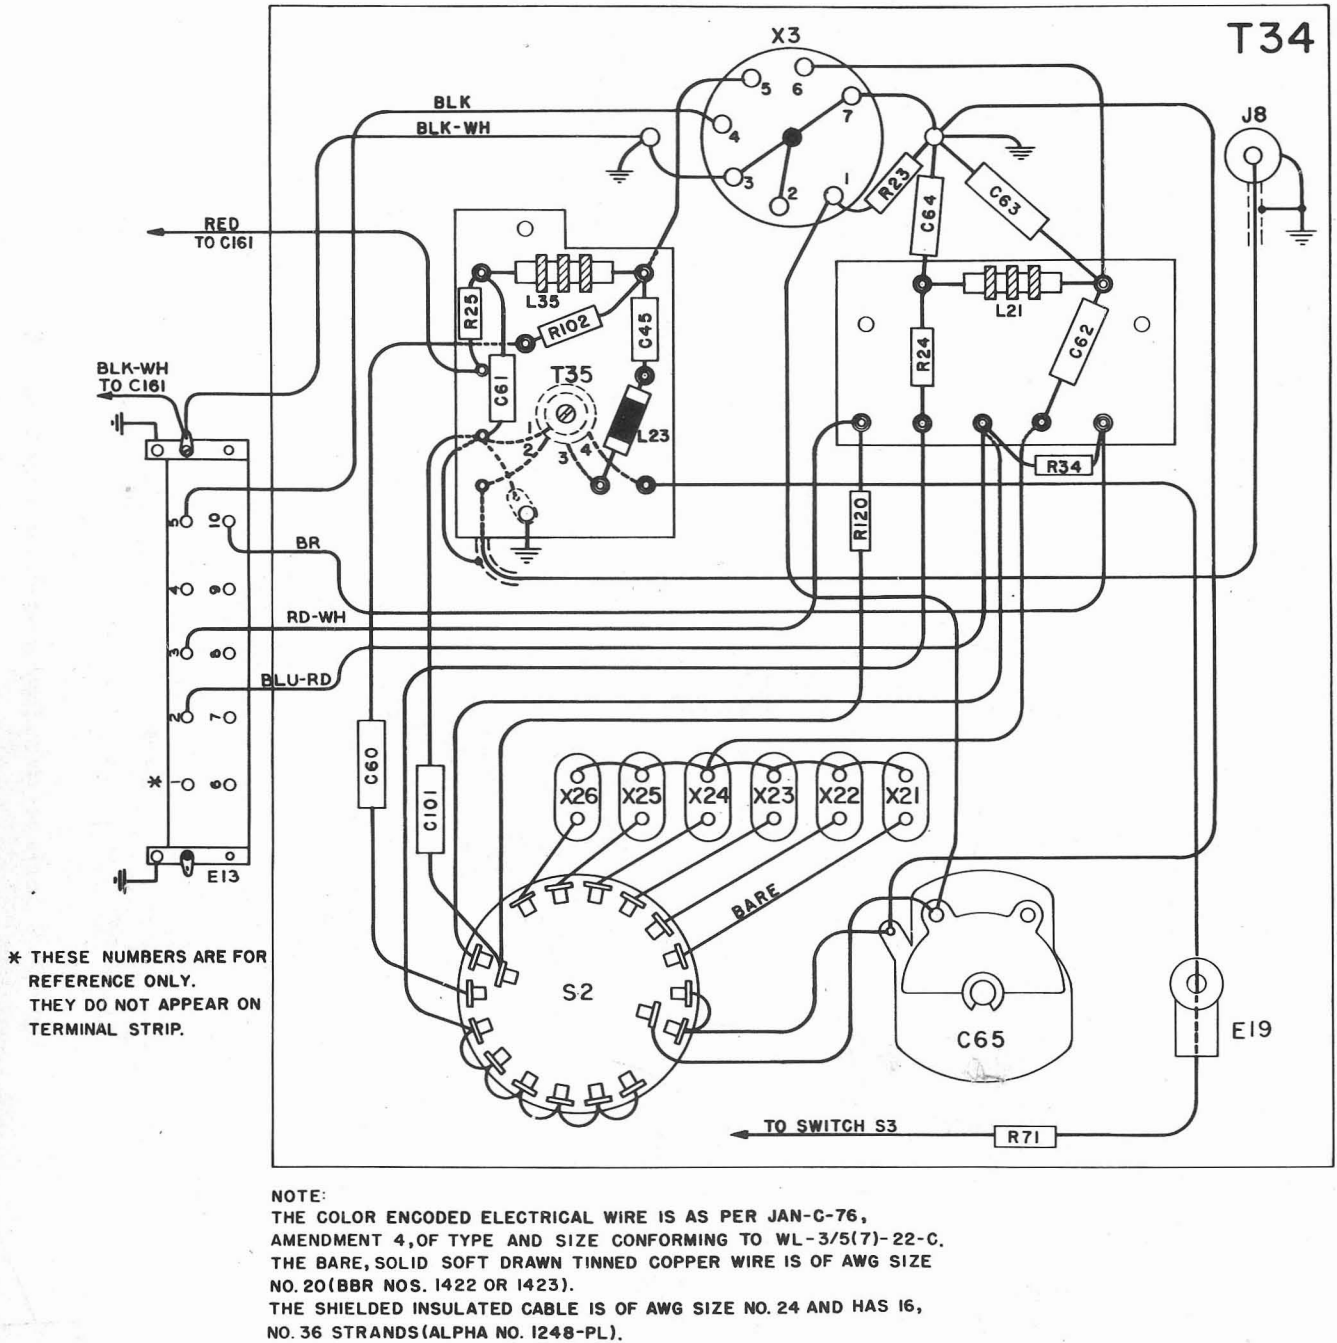 T34
X3
5
6
7
4
3
2
1
BLK
BLK-WH
J8
R23
C64
C63
RED
TO C161
L35
R25
R102
C45
L21
R24
C62
BLK-WH
TO C161
C61
T35
1
2
3
4
L23
R34
R120
5
10
BR
4
9
RD-WH
3
8
BLU-RD
2
7
*
1
6
E13
C60
C101
X26
X25
X24
X23
X22
X21
BARE
* THESE NUMBERS ARE FOR
REFERENCE ONLY.
THEY DO NOT APPEAR ON
TERMINAL STRIP.
S2
C65
E19
TO SWITCH S3
R71
NOTE:
THE COLOR ENCODED ELECTRICAL WIRE IS AS PER JAN-C-76,
AMENDMENT 4, OF TYPE AND SIZE CONFORMING TO WL-3/5(7)-22-C.
THE BARE, SOLID SOFT DRAWN TINNED COPPER WIRE IS OF AWG SIZE
NO. 20 (BBR NOS. 1422 OR 1423).
THE SHIELDED INSULATED CABLE IS OF AWG SIZE NO. 24 AND HAS 16,
NO. 36 STRANDS (ALPHA NO. 1248-PL).